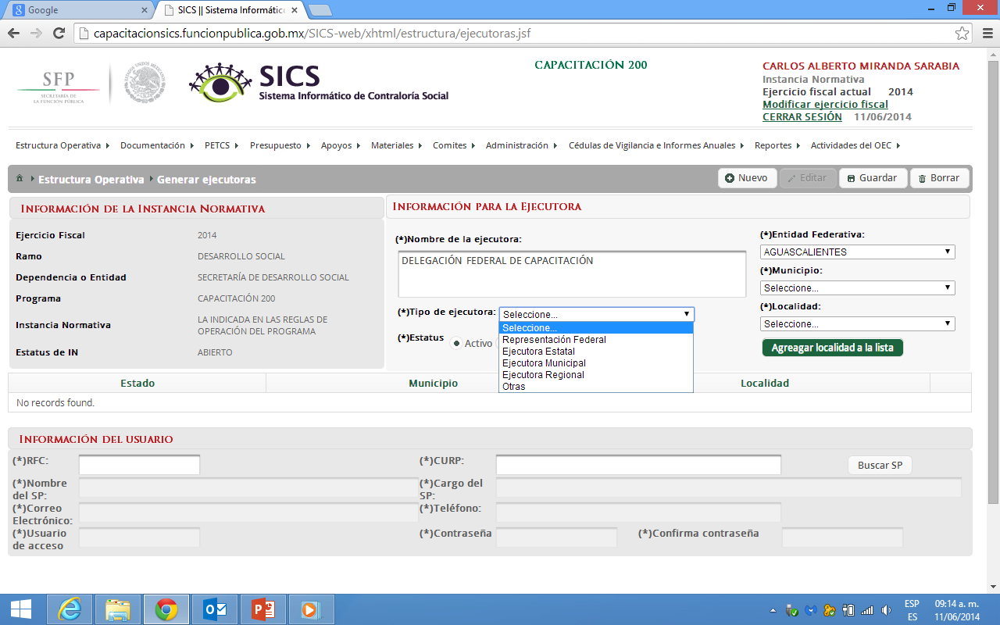 Google
SICS || Sistema Informátic
capacitacionsics.funcionpublica.gob.mx/SICS-web/xhtml/estructura/ejecutoras.jsf
SFP
SECRETARÍA DE
LA FUNCIÓN PÚBLICA
SICS
Sistema Informático de Contraloría Social
CAPACITACIÓN 200
CARLOS ALBERTO MIRANDA SARABIA
Instancia Normativa
Ejercicio fiscal actual 2014
Modificar ejercicio fiscal
CERRAR SESIÓN 11/06/2014
Estructura Operativa Documentación PETCS Presupuesto Apoyos Materiales Comites Administración Cédulas de Vigilancia e Informes Anuales Reportes Actividades del OEC
Estructura Operativa Generar ejecutoras
Nuevo Editar Guardar Borrar
Información de la Instancia Normativa
Ejercicio Fiscal 2014
Ramo DESARROLLO SOCIAL
Dependencia o Entidad SECRETARÍA DE DESARROLLO SOCIAL
Programa CAPACITACIÓN 200
Instancia Normativa LA INDICADA EN LAS REGLAS DE
OPERACIÓN DEL PROGRAMA
Estatus de IN ABIERTO
Información para la Ejecutora
(*)Nombre de la ejecutora:
DELEGACIÓN FEDERAL DE CAPACITACIÓN
(*)Tipo de ejecutora: Seleccione...
Seleccione...
Representación Federal
Ejecutora Estatal
Ejecutora Municipal
Ejecutora Regional
Otras
(*)Estatus Activo
(*)Entidad Federativa:
AGUASCALIENTES
(*)Municipio:
Seleccione...
(*)Localidad:
Seleccione...
Agreagar localidad a la lista
Estado Municipio Localidad
No records found.
Información del usuario
(*)RFC: (*)CURP: Buscar SP
(*)Nombre
del SP:
(*)Cargo del
SP:
(*)Correo
Electrónico:
(*)Teléfono:
(*)Usuario
de acceso
(*)Contraseña (*)Confirma contraseña
ESP
ES
09:14 a. m.
11/06/2014